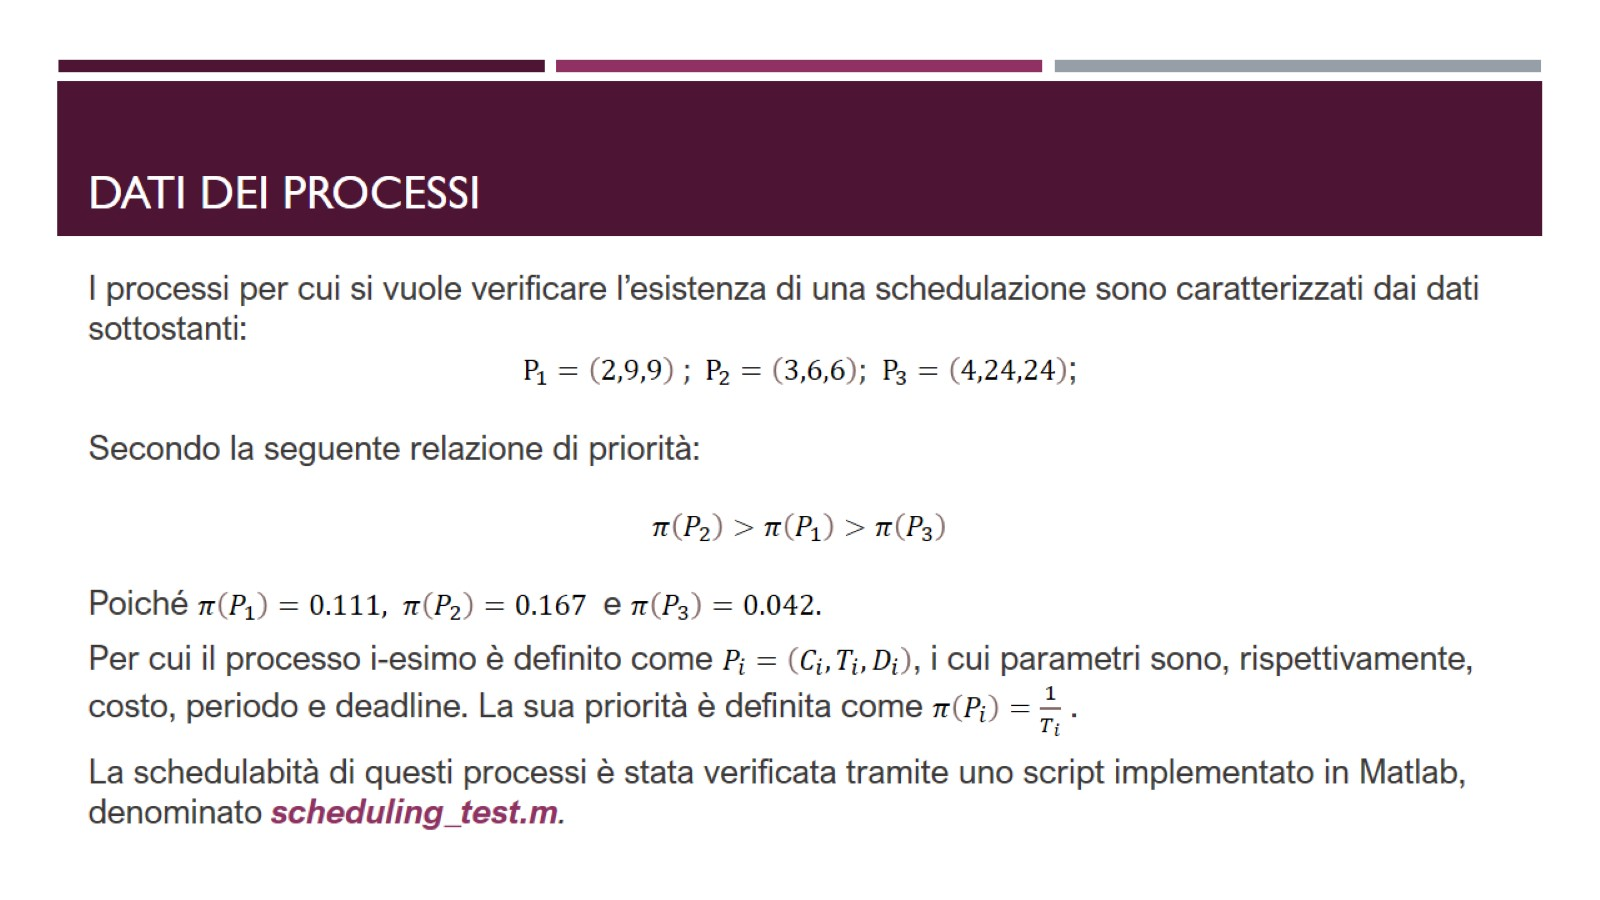 DATI DEI PROCESSI
I processi per cui si vuole verificare l’esistenza di una schedulazione sono caratterizzati dai dati
sottostanti:
P₁ = (2,9,9) ; P₂ = (3,6,6); P₃ = (4,24,24);
Secondo la seguente relazione di priorità:
π(P₂) > π(P₁) > π(P₃)
Poiché π(P₁) = 0.111, π(P₂) = 0.167 e π(P₃) = 0.042.
Per cui il processo i-esimo è definito come Pᵢ = (Cᵢ, Tᵢ, Dᵢ), i cui parametri sono, rispettivamente,
costo, periodo e deadline. La sua priorità è definita come π(Pᵢ) = 1/Tᵢ .
La schedulabità di questi processi è stata verificata tramite uno script implementato in Matlab,
denominato scheduling_test.m.